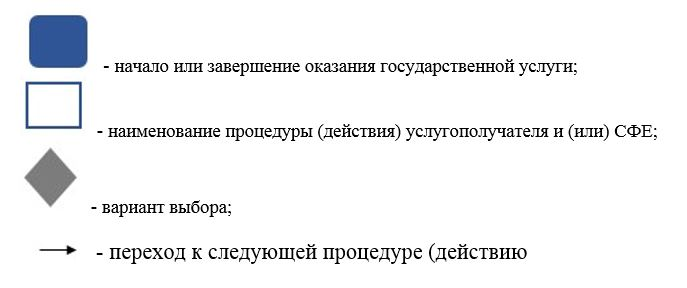 - начало или завершение оказания государственной услуги;
- наименование процедуры (действия) услугополучателя и (или) СФЕ;
- вариант выбора;
- переход к следующей процедуре (действию